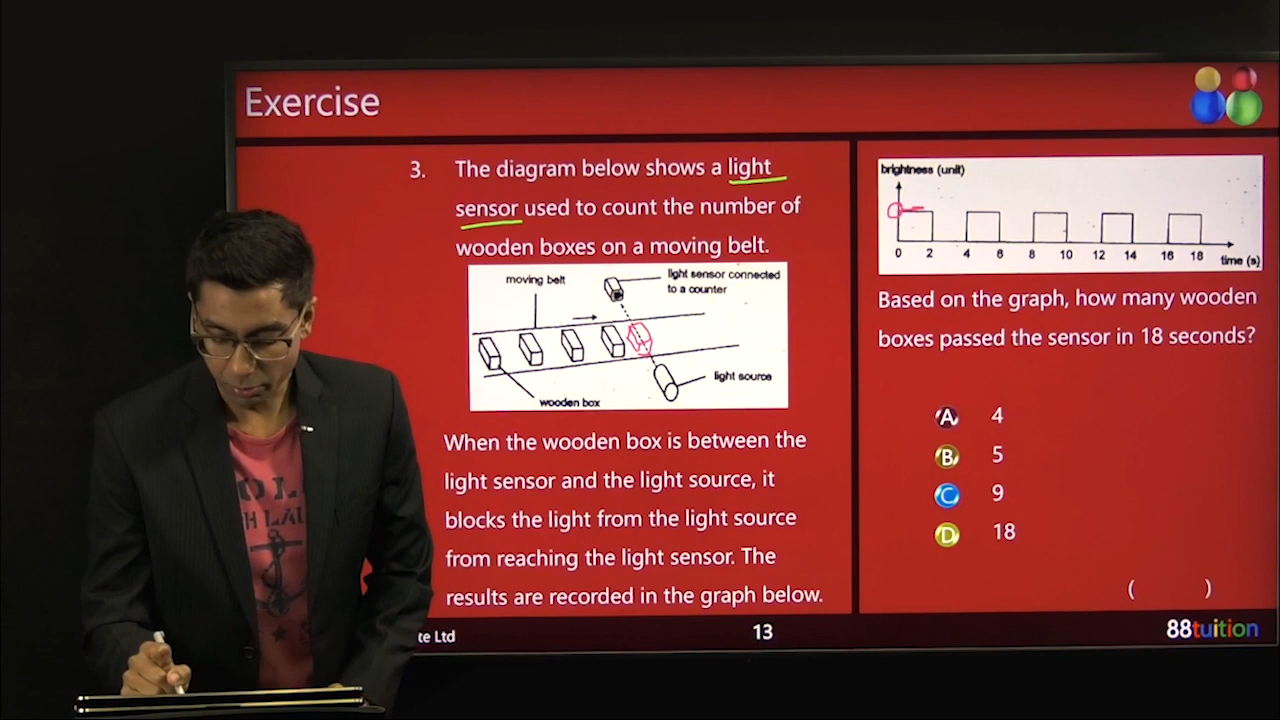 Exercise
3. The diagram below shows a light
sensor used to count the number of
wooden boxes on a moving belt.
moving belt
light sensor connected
to a counter
light source
wooden box
When the wooden box is between the
light sensor and the light source, it
blocks the light from the light source
from reaching the light sensor. The
results are recorded in the graph below.
brightness (unit)
0 2 4 6 8 10 12 14 16 18
time (s)
Based on the graph, how many wooden
boxes passed the sensor in 18 seconds?
A 4
B 5
C 9
D 18
( )
te Ltd
13
88tuition